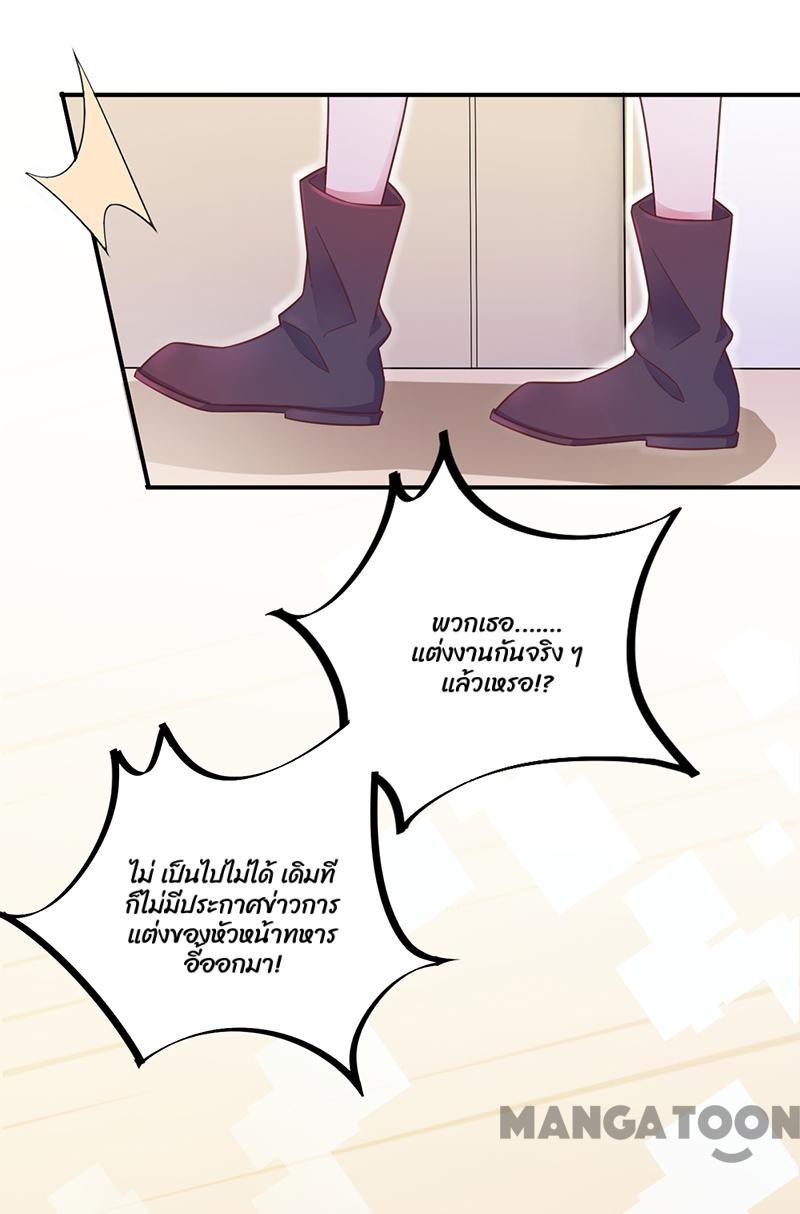 พวกเธอ.......
แต่งงานกันจริง ๆ
แล้วเหรอ!?
ไม่ เป็นไปไม่ได้ เดิมที
ก็ไม่มีประกาศข่าวการ
แต่งของหัวหน้าทหาร
อี้ออกมา!
MANGATOON